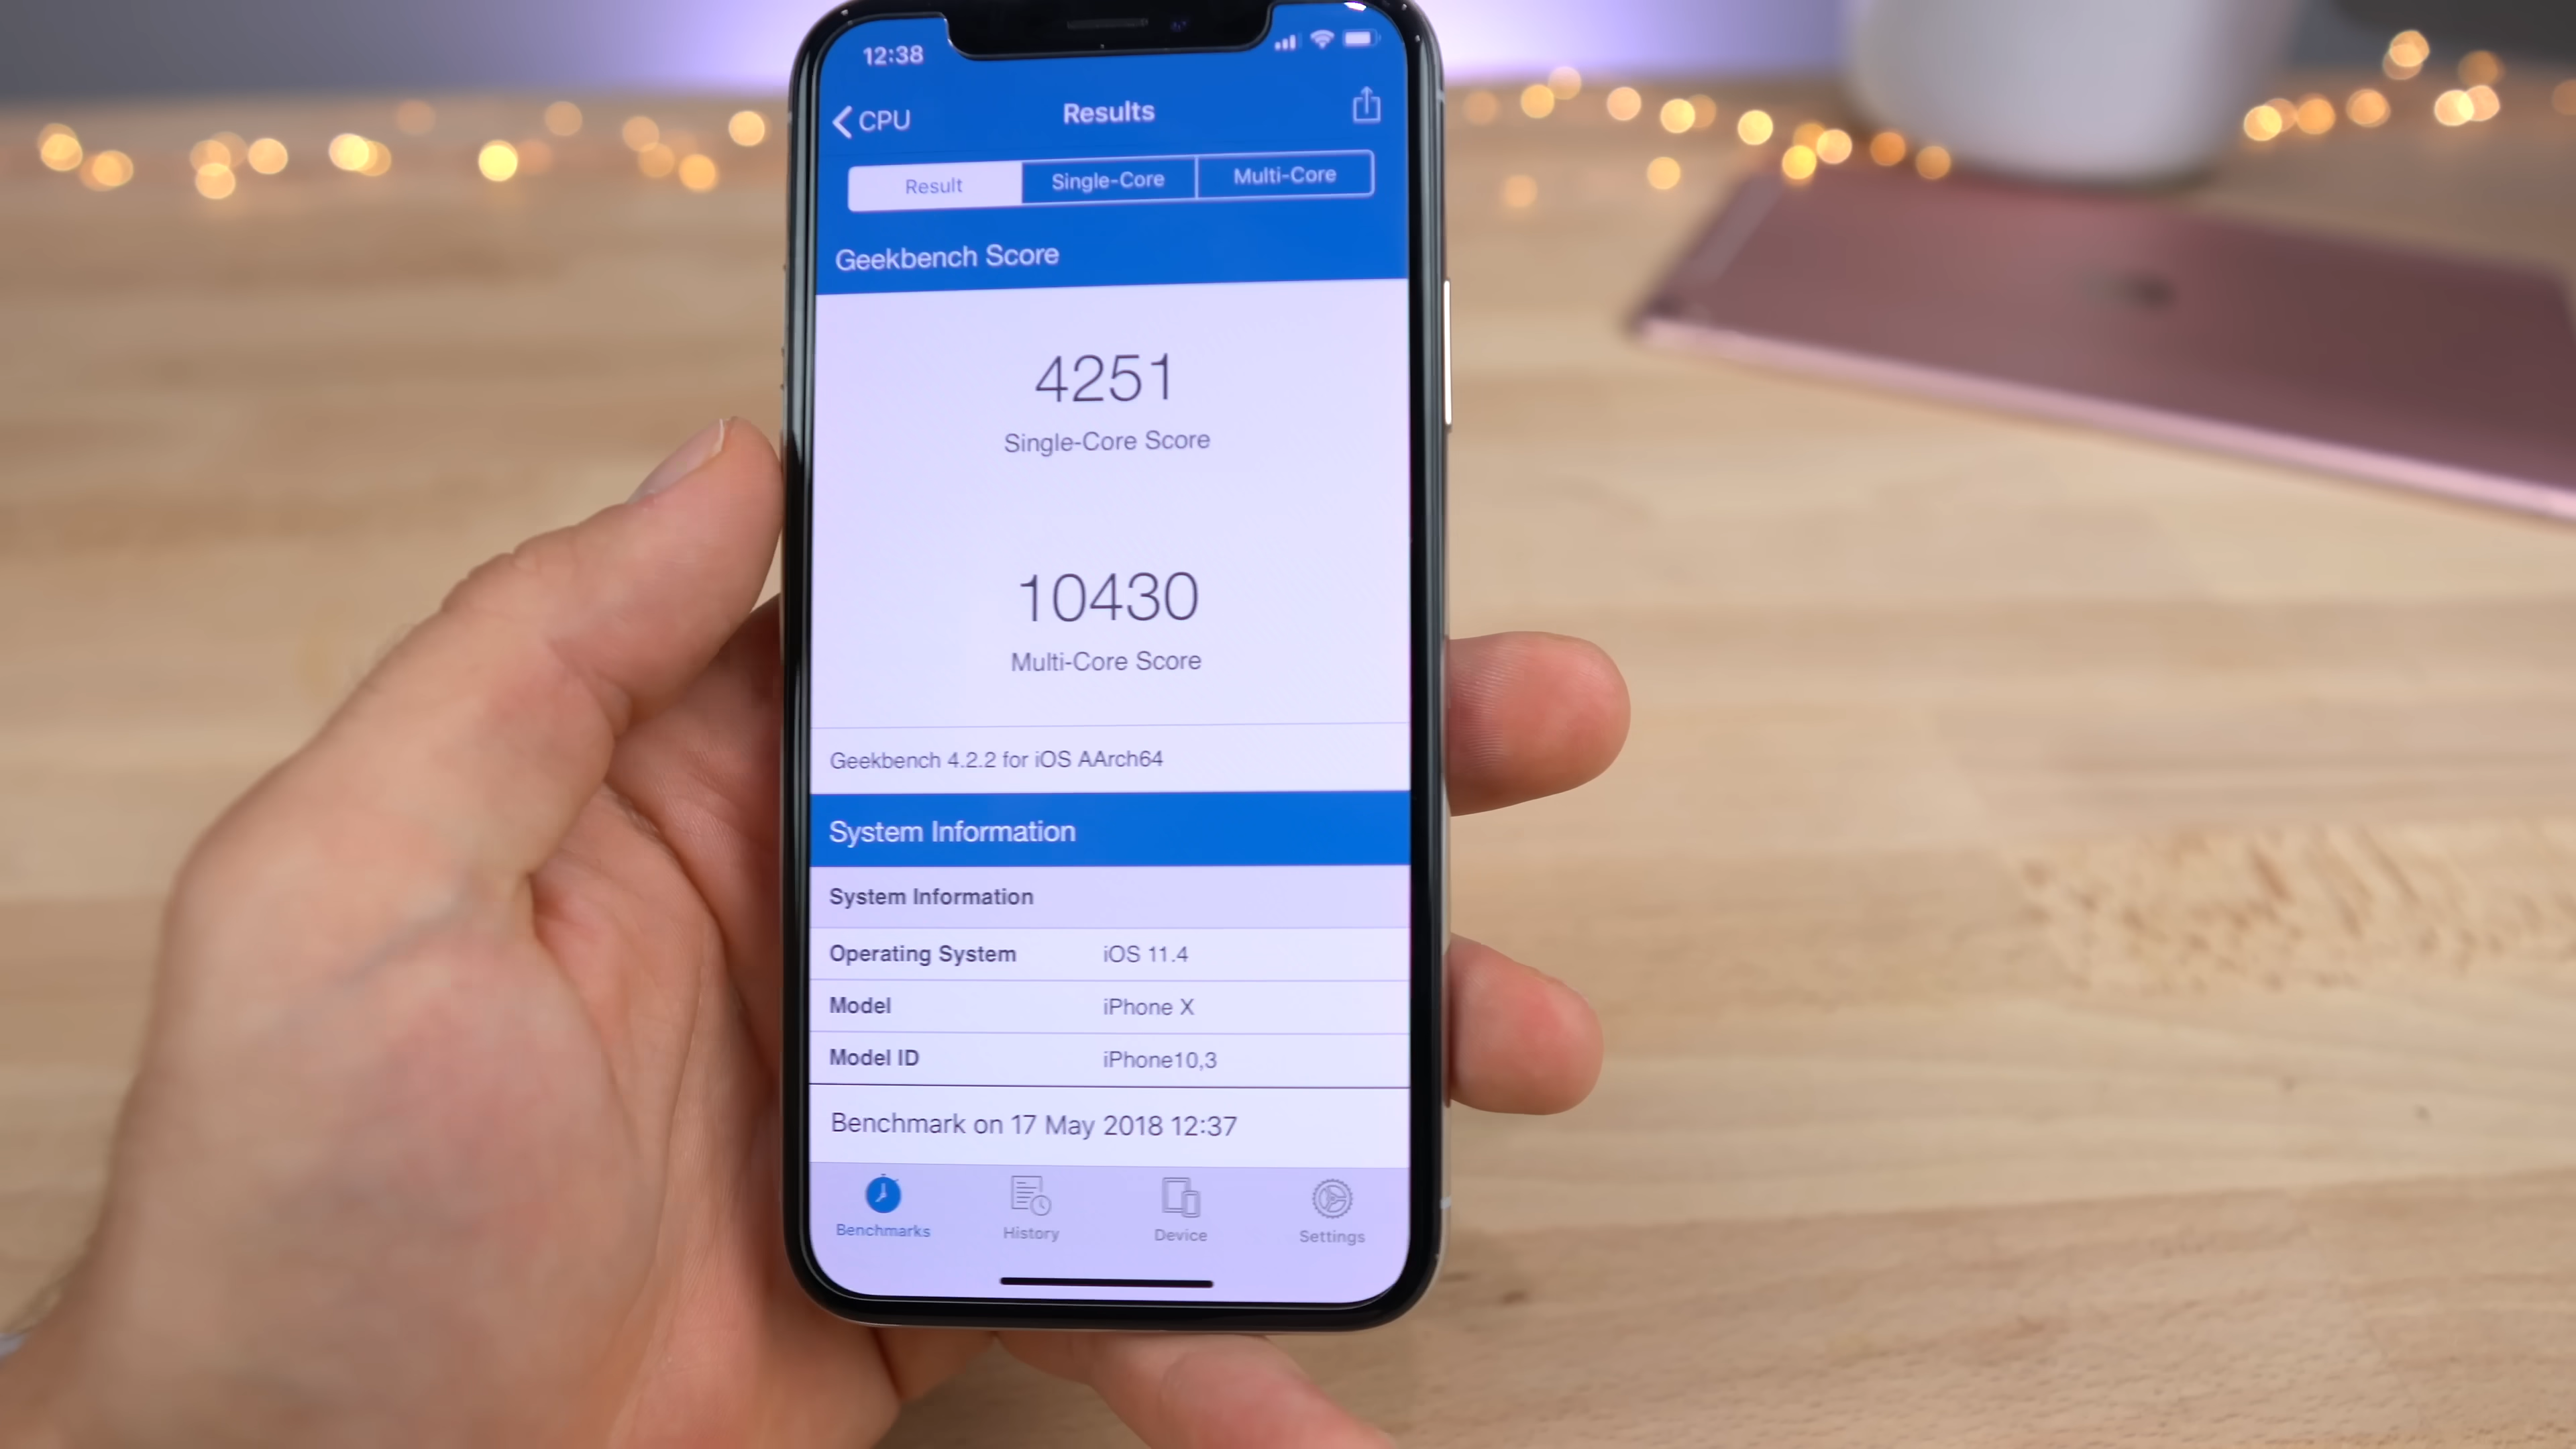 12:38
CPU
Results
Result
Single-Core
Multi-Core
Geekbench Score
4251
Single-Core Score
10430
Multi-Core Score
Geekbench 4.2.2 for iOS AArch64
System Information
System Information
Operating System iOS 11.4
Model iPhone X
Model ID iPhone10,3
Benchmark on 17 May 2018 12:37
Benchmarks
History
Device
Settings